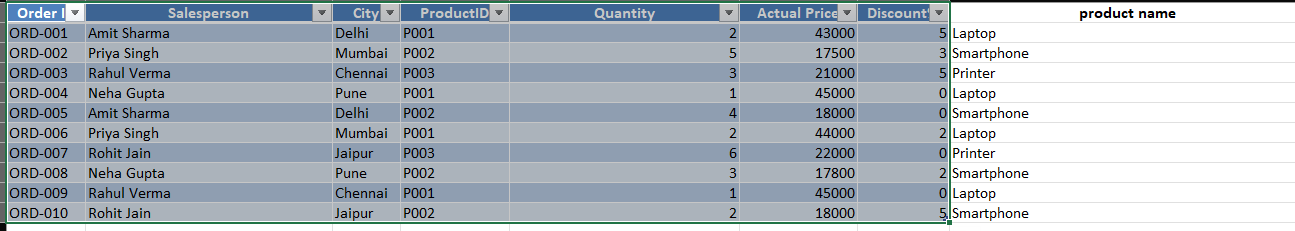 Order I Salesperson City ProductID Quantity Actual Price Discount product name
ORD-001 Amit Sharma Delhi P001 2 43000 5 Laptop
ORD-002 Priya Singh Mumbai P002 5 17500 3 Smartphone
ORD-003 Rahul Verma Chennai P003 3 21000 5 Printer
ORD-004 Neha Gupta Pune P001 1 45000 0 Laptop
ORD-005 Amit Sharma Delhi P002 4 18000 0 Smartphone
ORD-006 Priya Singh Mumbai P001 2 44000 2 Laptop
ORD-007 Rohit Jain Jaipur P003 6 22000 0 Printer
ORD-008 Neha Gupta Pune P002 3 17800 2 Smartphone
ORD-009 Rahul Verma Chennai P001 1 45000 0 Laptop
ORD-010 Rohit Jain Jaipur P002 2 18000 5 Smartphone